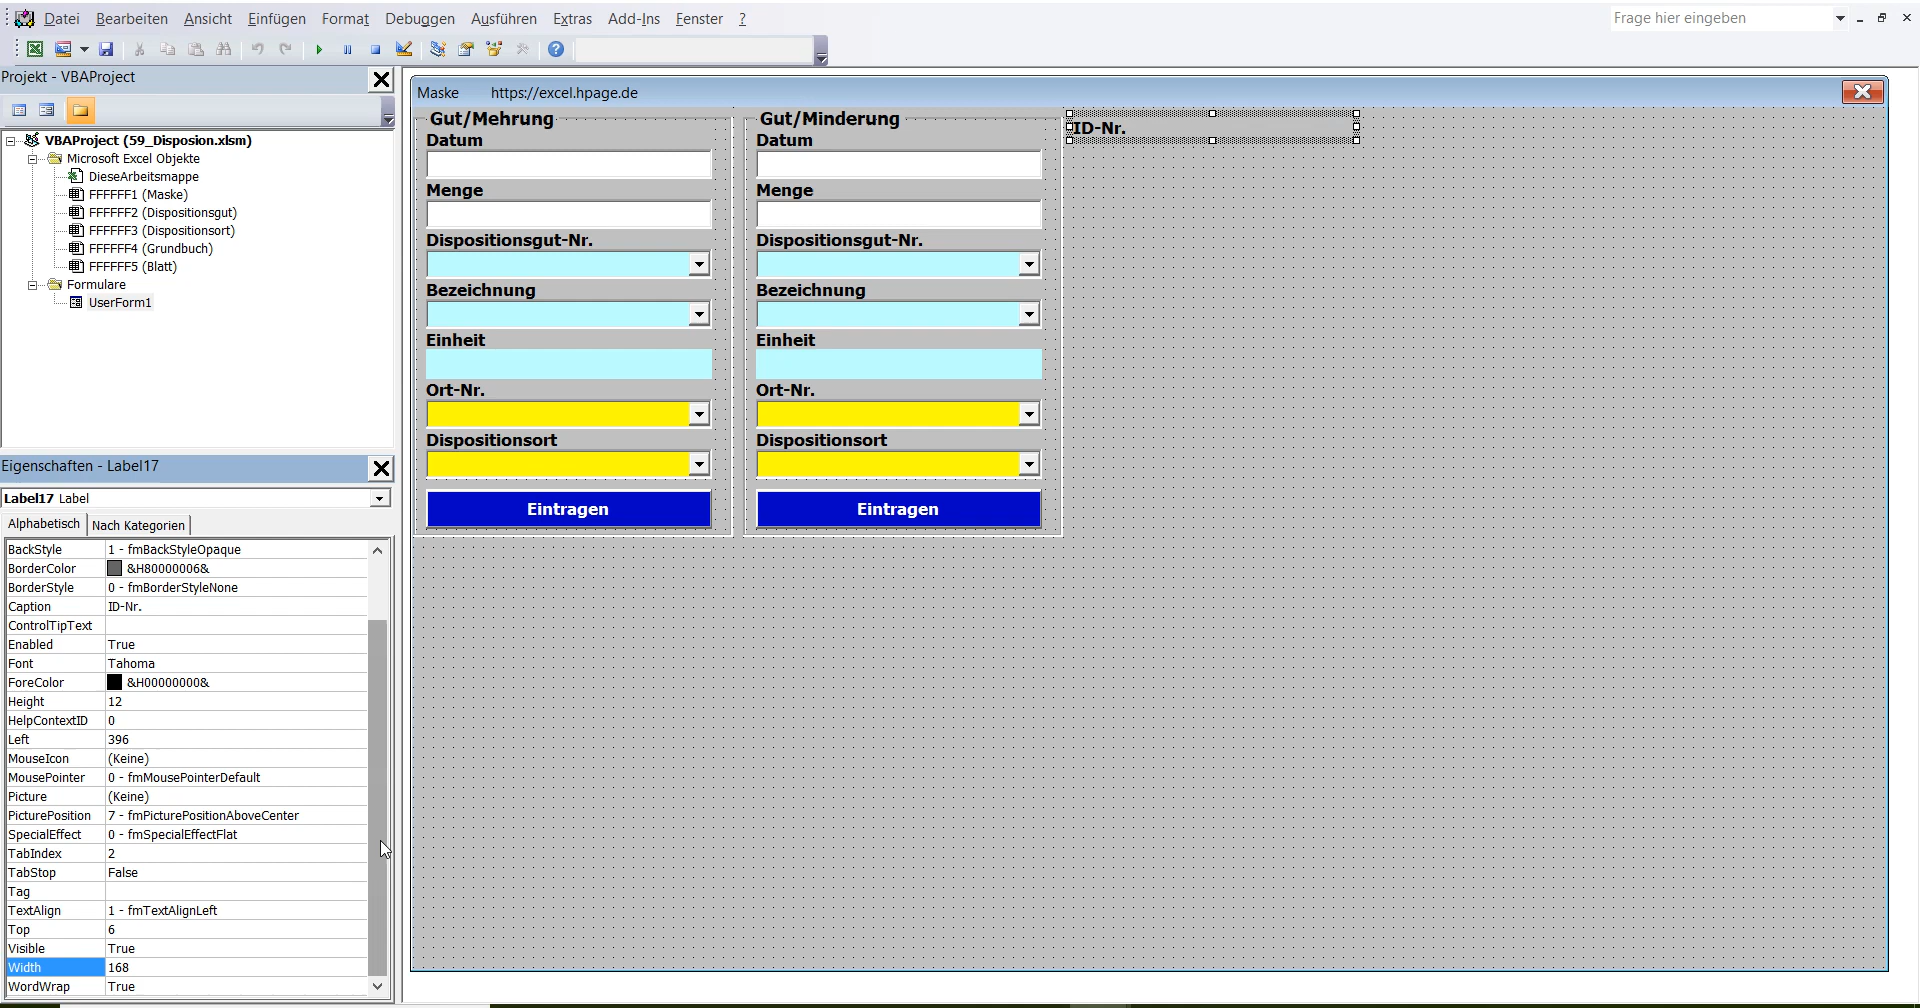 Datei Bearbeiten Ansicht Einfügen Format Debuggen Ausführen Extras Add-Ins Fenster ? Frage hier eingeben
Projekt - VBAProject
VBAProject (59_Disposion.xlsm)
Microsoft Excel Objekte
DieseArbeitsmappe
FFFFFF1 (Maske)
FFFFFF2 (Dispositionsgut)
FFFFFF3 (Dispositionsort)
FFFFFF4 (Grundbuch)
FFFFFF5 (Blatt)
Formulare
UserForm1
Eigenschaften - Label17
Label17 Label
Alphabetisch Nach Kategorien
BackStyle 1 - fmBackStyleOpaque
BorderColor &H80000006&
BorderStyle 0 - fmBorderStyleNone
Caption ID-Nr.
ControlTipText
Enabled True
Font Tahoma
ForeColor &H00000000&
Height 12
HelpContextID 0
Left 396
MouseIcon (Keine)
MousePointer 0 - fmMousePointerDefault
Picture (Keine)
PicturePosition 7 - fmPicturePositionAboveCenter
SpecialEffect 0 - fmSpecialEffectFlat
TabIndex 2
TabStop False
Tag
TextAlign 1 - fmTextAlignLeft
Top 6
Visible True
Width 168
WordWrap True
Maske https://excel.hpage.de
Gut/Mehrung
Datum
Menge
Dispositionsgut-Nr.
Bezeichnung
Einheit
Ort-Nr.
Dispositionsort
Eintragen
Gut/Minderung
Datum
Menge
Dispositionsgut-Nr.
Bezeichnung
Einheit
Ort-Nr.
Dispositionsort
Eintragen
ID-Nr.